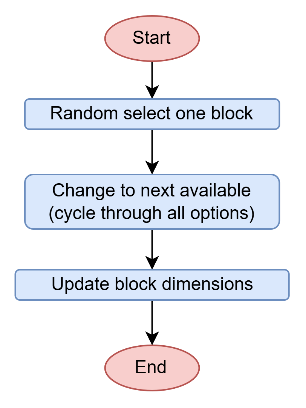 Start
Random select one block
Change to next available
(cycle through all options)
Update block dimensions
End